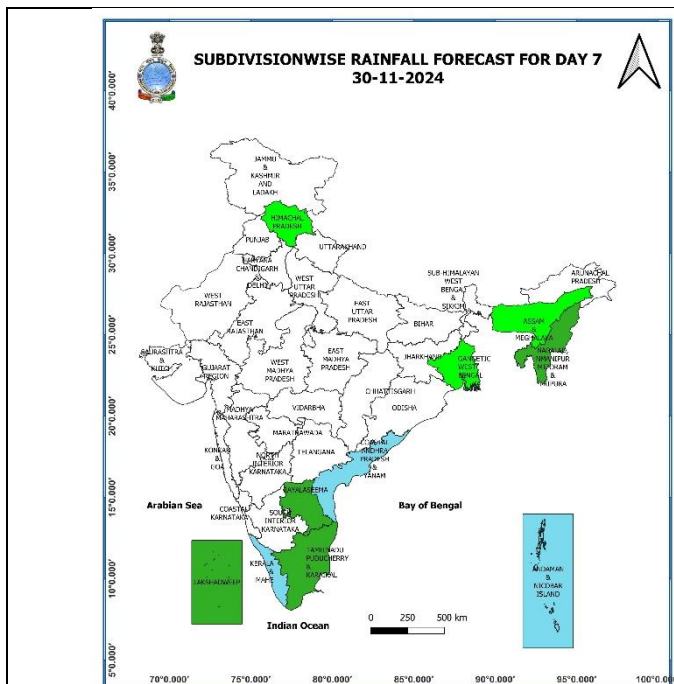 SUBDIVISIONWISE RAINFALL FORECAST FOR DAY 7
30-11-2024
40°0.000'
35°0.000'
30°0.000'
25°0.000'
20°0.000'
15°0.000'
10°0.000'
5°0.000'
JAMMU
&
KASHMIR
AND
LADAKH
HIMACHAL
PRADESH
PUNJAB
UTTARAKHAND
CHANDIGARH
DELHI
WEST
RAJASTHAN
WEST
UTTAR
PRADESH
EAST
RAJASTHAN
EAST
UTTAR
PRADESH
SUB-HIMALAYAN
WEST
BENGAL
&
SIKKIM
ARUNACHAL
PRADESH
BIHAR
ASSAM
&
MEGHALAYA
NAGALAND
MANIPUR
MIZORAM
&
TRIPURA
SAURASHTRA
&
KUTCH
GUJARAT
REGION
WEST
MADHYA
PRADESH
EAST
MADHYA
PRADESH
JHARKHAND
GANGETIC
WEST
BENGAL
CHHATTISGARH
ODISHA
VIDARBHA
MADHYA
MAHARASHTRA
MARATHWADA
KONKAN
&
GOA
NORTH
INTERIOR
KARNATAKA
TELANGANA
COASTAL
ANDHRA
PRADESH
&
YANAM
RAYALASEEMA
COASTAL
KARNATAKA
SOUTH
INTERIOR
KARNATAKA
Arabian Sea
Bay of Bengal
LAKSHADWEEP
KERALA
&
MAHE
TAMILNADU
PUDUCHERRY
&
KARAIKAL
ANDAMAN
&
NICOBAR
ISLAND
Indian Ocean
0 250 500 km
70°0.000' 75°0.000' 80°0.000' 85°0.000' 90°0.000' 95°0.000' 100°0.0